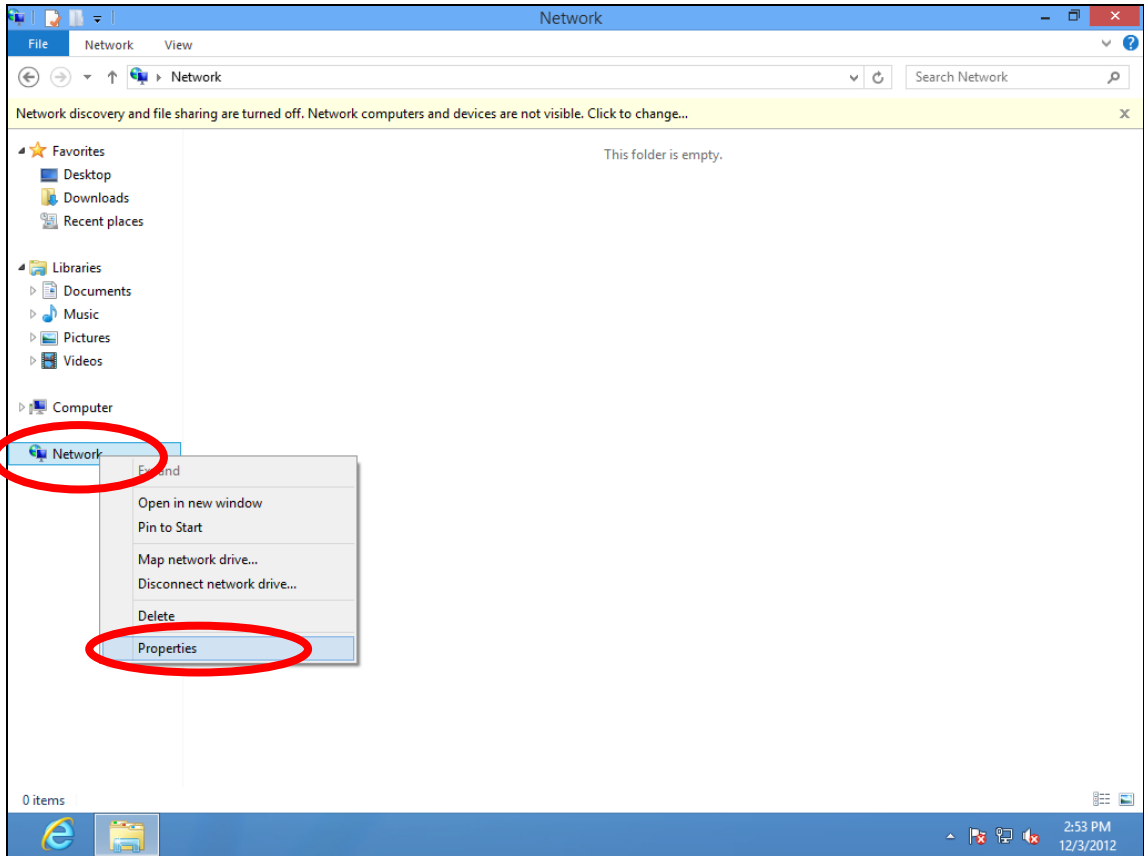 Network
File Network View
Network
Search Network
Network discovery and file sharing are turned off. Network computers and devices are not visible. Click to change...
This folder is empty.
Favorites
Desktop
Downloads
Recent places
Libraries
Documents
Music
Pictures
Videos
Computer
Network
Expand
Open in new window
Pin to Start
Map network drive...
Disconnect network drive...
Delete
Properties
0 items
2:53 PM
12/3/2012